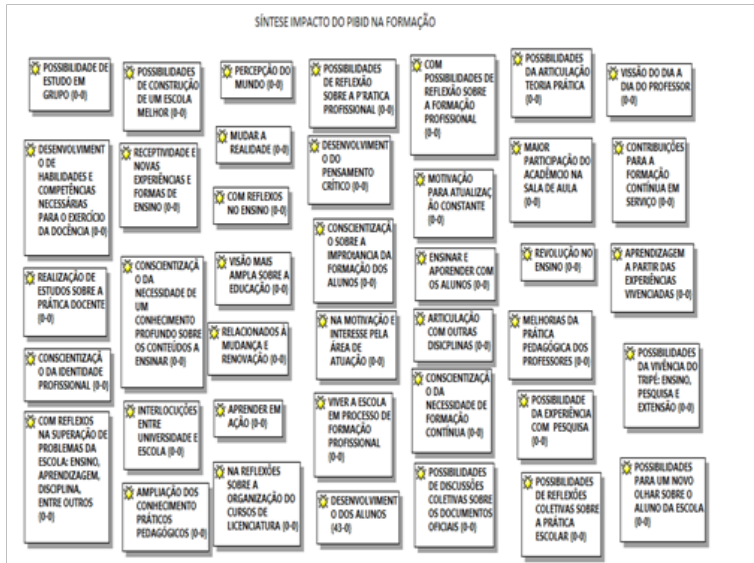 SÍNTESE IMPACTO DO PIBID NA FORMAÇÃO
POSSIBILIDADE DE
ESTUDO EM
GRUPO (0-0)
DESENVOLVIMENT
O DE
HABILIDADES E
COMPETÊNCIAS
NECESSÁRIAS
PARA O EXERCÍCIO
DA DOCÊNCIA (0-0)
REALIZAÇÃO DE
ESTUDOS SOBRE A
PRÁTICA DOCENTE
(0-0)
CONSCIENTIZAÇÃ
O DA IDENTIDADE
PROFISSIONAL (0-0)
COM REFLEXOS
NA SUPERAÇÃO DE
PROBLEMAS DA
ESCOLA: ENSINO,
APRENDIZAGEM,
DISCIPLINA,
ENTRE OUTROS
(0-0)
POSSIBILIDADES
DE CONSTRUÇÃO
DE UM ESCOLA
MELHOR (0-0)
RECEPTIVIDADE E
NOVAS
EXPERIÊNCIAS E
FORMAS DE
ENSINO (0-0)
CONSCIENTIZAÇÃ
O DA
NECESSIDADE DE
UM
CONHECIMENTO
PROFUNDO SOBRE
OS CONTEÚDOS A
ENSINAR (0-0)
INTERLOCUÇÕES
ENTRE
UNIVERSIDADE E
ESCOLA (0-0)
AMPLIAÇÃO DOS
CONHECIMENTO
PRÁTICOS
PEDAGÓGICOS (0-0)
PERCEPÇÃO DO
MUNDO (0-0)
MUDAR A
REALIDADE (0-0)
COM REFLEXOS
NO ENSINO (0-0)
VISÃO MAIS
AMPLA SOBRE A
EDUCAÇÃO (0-0)
RELACIONADOS À
MUDANÇA E
RENOVAÇÃO (0-0)
APRENDER EM
AÇÃO (0-0)
NA REFLEXÕES
SOBRE A
ORGANIZAÇÃO DO
CURSOS DE
LICENCIATURA (0-0)
POSSIBILIDADES
DE REFLEXÃO
SOBRE A P'RATICA
PROFISSIONAL (0-0)
DESENVOLVIMENT
O DO
PENSAMENTO
CRÍTICO (0-0)
CONSCIENTIZAÇÃ
O SOBRE A
IMPROtANCIA DA
FORMAÇÃO DOS
ALUNOS (0-0)
NA MOTIVAÇÃO E
INTERESSE PELA
ÁREA DE
ATUAÇÃO (0-0)
VIVER A ESCOLA
EM PROCESSO DE
FORMAÇÃO
PROFISSIONAL (0-0)
DESENVOLVIMENT
O DOS ALUNOS
(43-0)
COM
POSSIBILIDADES
DE REFLEXÃO SOBRE
A FORMAÇÃO
PROFISSIONAL (0-0)
MOTIVAÇÃO
PARA ATUALIZAÇ
ÃO CONSTANTE
(0-0)
ENSINAR E
APORENDER COM
OS ALUNOS (0-0)
ARTICULAÇÃO
COM OUTRAS
DISICPLINAS (0-0)
CONSCIENTIZAÇÃ
O DA
NECESSIDADE DE
FORMAÇÃO
CONTÍNUA (0-0)
POSSIBILIDADES
DE DISCUSSÕES
COLETIVAS SOBRE
OS DOCUMENTOS
OFICIAIS (0-0)
POSSIBILIDADES
DA ARTICULAÇÃO
TEORIA PRÁTICA
(0-0)
MAIOR
PARTICIPAÇÃO DO
ACADÊMCIO NA
SALA DE AULA
(0-0)
REVOLUÇÃO NO
ENSINO (0-0)
MELHORIAS DA
PRÁTICA
PEDAGÓGICA DOS
PROFESSORES (0-0)
POSSIBILIDADE
DA EXPERIÊNCIA
COM PESQUISA
(0-0)
POSSIBILIDADES
DE REFLEXÕES
COLETIVAS SOBRE
A PRÁTICA
ESCOLAR (0-0)
VISSÃO DO DIA A
DIA DO PROFESSOR
(0-0)
CONTRIBUIÇÕES
PARA A
FORMAÇÃO
CONTÍNUA EM
SERVIÇO (0-0)
APRENDIZAGEM
A PARTIR DAS
EXPERIÊNCIAS
VIVENCIADAS (0-0)
POSSIBILIDADES
DA VIVÊNCIA DO
TRIPÉ: ENSINO,
PESQUISA E
EXTENSÃO (0-0)
POSSIBILIDADES
PARA UM NOVO
OLHAR SOBRE O
ALUNO DA ESCOLA
(0-0)